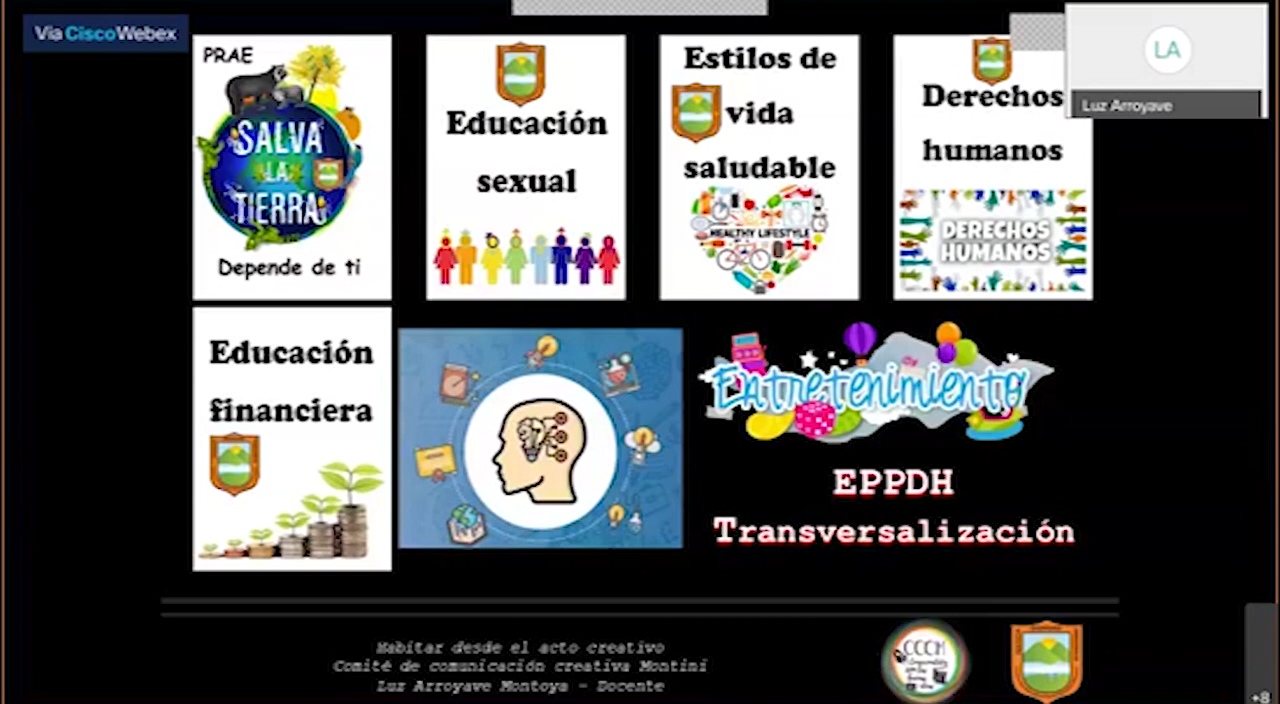 Vía Cisco Webex
PRAE
SALVA
LA
TIERRA
Depende de ti
Educación
sexual
Estilos de
vida
saludable
HEALTHY LIFESTYLE
Derechos
humanos
DERECHOS
HUMANOS
LA
Luz Arroyave
Educación
financiera
Entretenimiento
EPPDH
Transversalización
Habitar desde el acto creativo
Comité de comunicación creativa Montini
Luz Arroyave Montoya - Docente
CCCM
+8